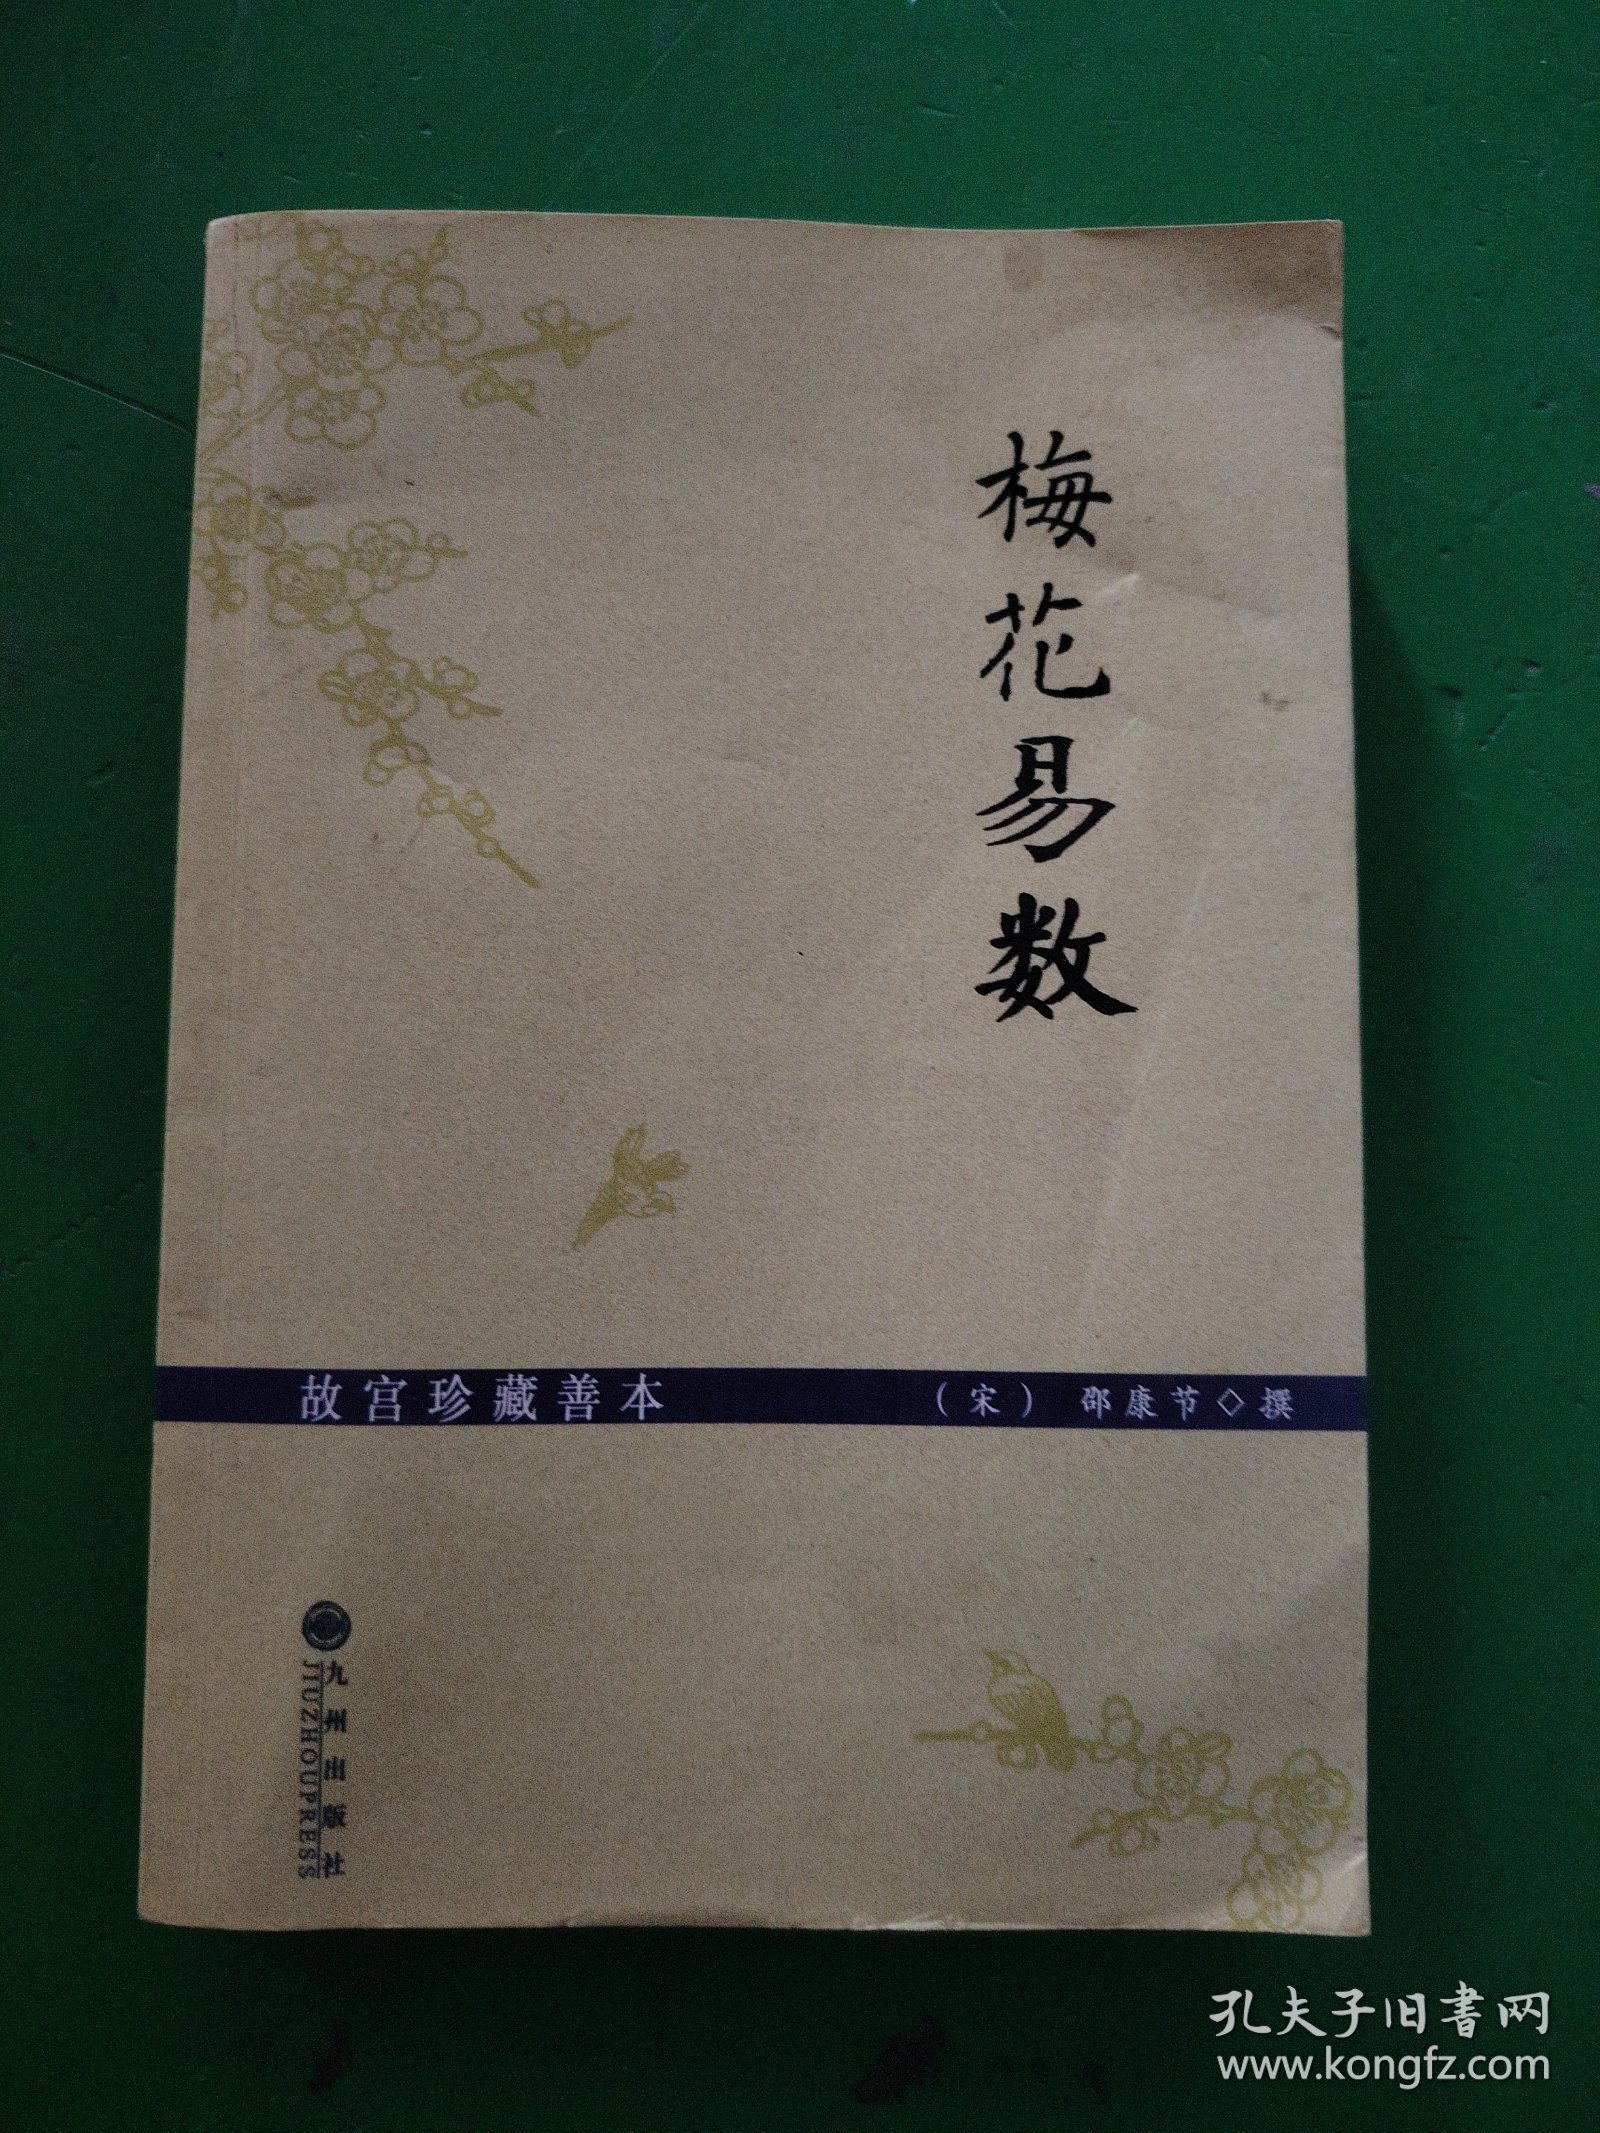 梅花易数
故宫珍藏善本
（宋）邵康节◇撰
九州出版社
JIUZHOUPRESS
孔夫子旧书网
www.kongfz.com